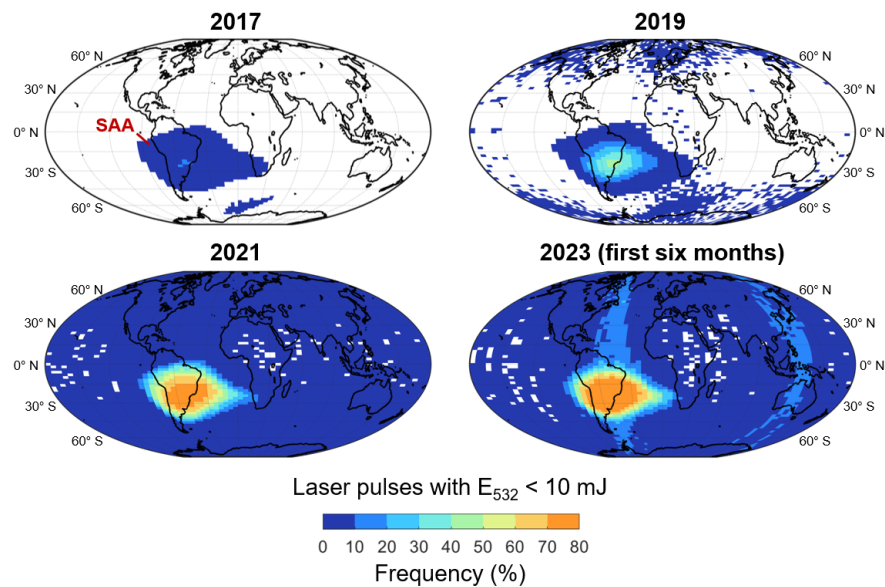 2017
2019
60° N
60° N
30° N
30° N
SAA
0° N
0° N
30° S
30° S
60° S
60° S
2021
2023 (first six months)
60° N
60° N
30° N
30° N
0° N
0° N
30° S
30° S
60° S
60° S
Laser pulses with E532 < 10 mJ
0 10 20 30 40 50 60 70 80
Frequency (%)